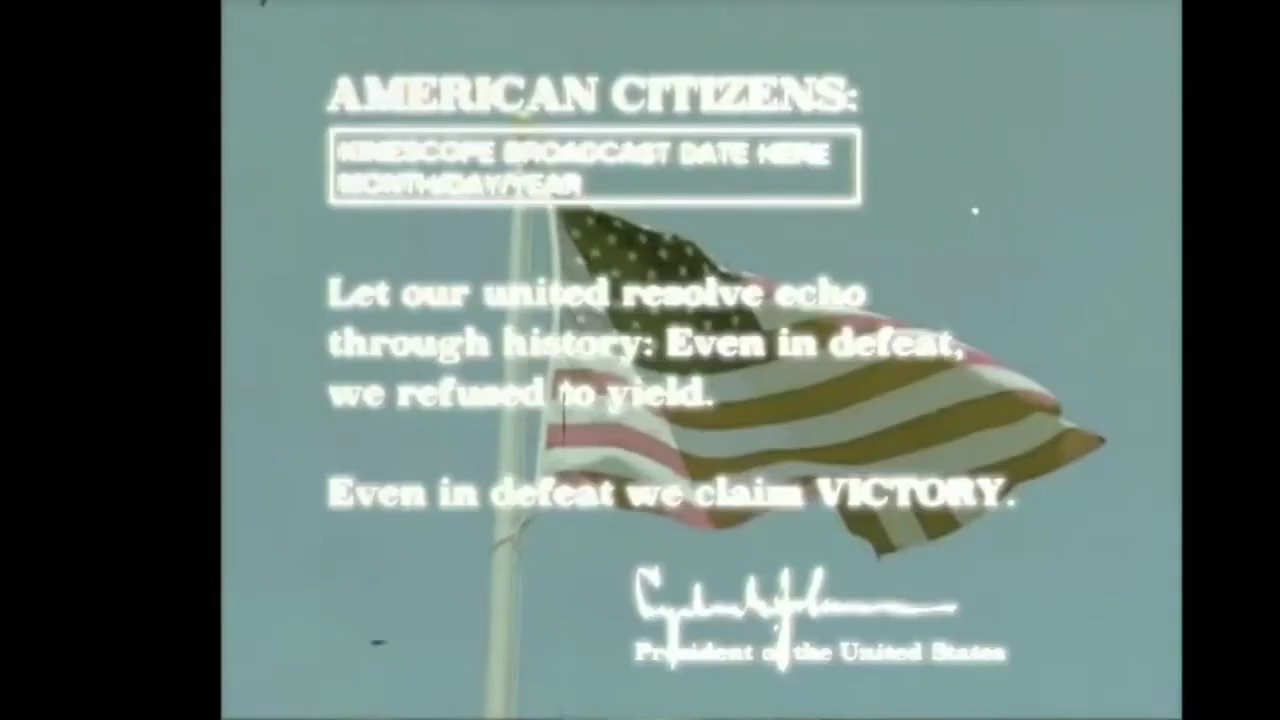 AMERICAN CITIZENS:
KINESCOPE BROADCAST DATE HERE
MONTH/DAY/YEAR
Let our united resolve echo
through history: Even in defeat,
we refused to yield.
Even in defeat we claim VICTORY.
President of the United States